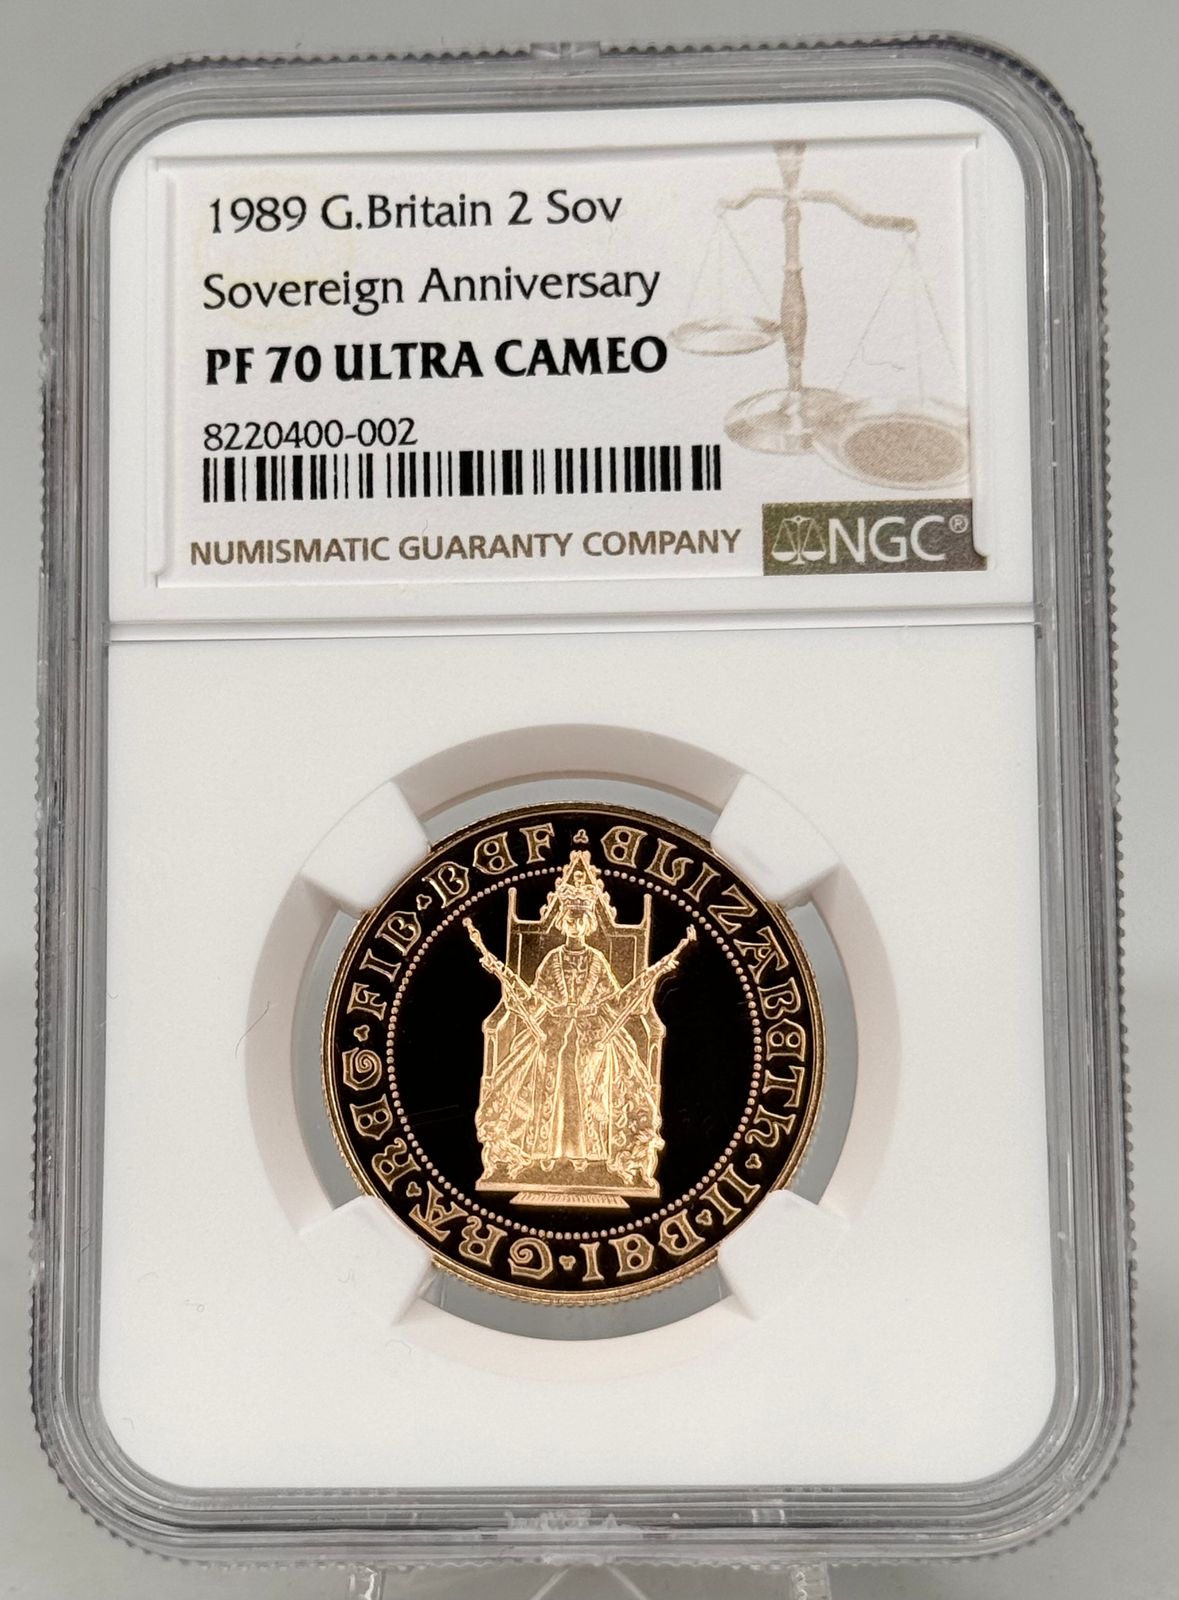 1989 G.Britain 2 Sov
Sovereign Anniversary
PF 70 ULTRA CAMEO
8220400-002
NUMISMATIC GUARANTY COMPANY
NGC®
ELIZABETH·II·DEI·GRA·REG·FID·DEF